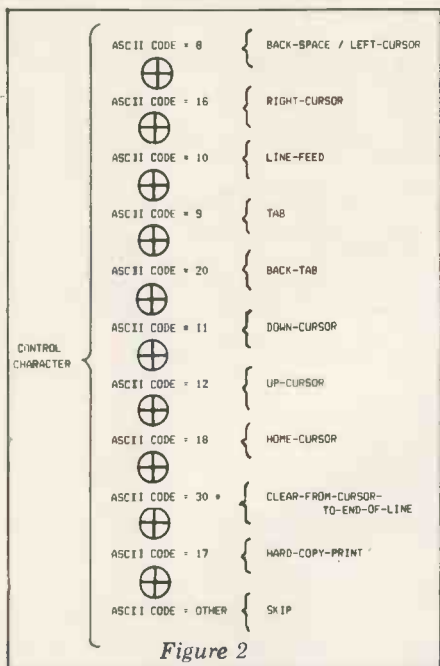 ASCII CODE = 8 BACK-SPACE / LEFT-CURSOR
ASCII CODE = 16 RIGHT-CURSOR
ASCII CODE = 10 LINE-FEED
ASCII CODE = 9 TAB
ASCII CODE = 20 BACK-TAB
ASCII CODE = 11 DOWN-CURSOR
CONTROL
CHARACTER
ASCII CODE = 12 UP-CURSOR
ASCII CODE = 18 HOME-CURSOR
ASCII CODE = 30 CLEAR-FROM-CURSOR-
TO-END-OF-LINE
ASCII CODE = 17 HARD-COPY-PRINT
ASCII CODE = OTHER SKIP
Figure 2